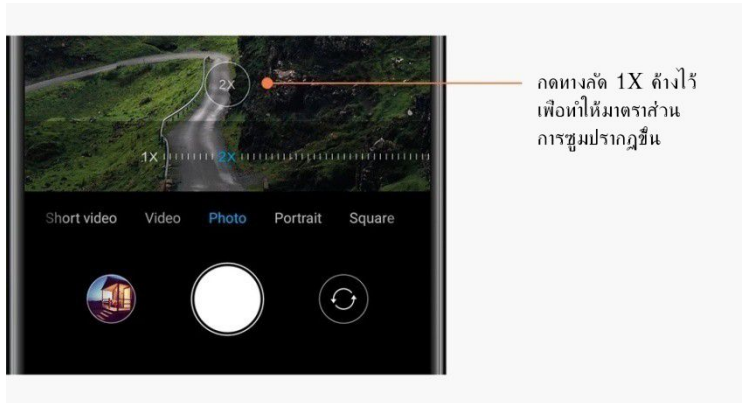 2X
กดทางลัด 1X ค้างไว้
เพื่อทำให้มาตราส่วน
การซูมปรากฏขึ้น
1X 2X
Short video Video Photo Portrait Square